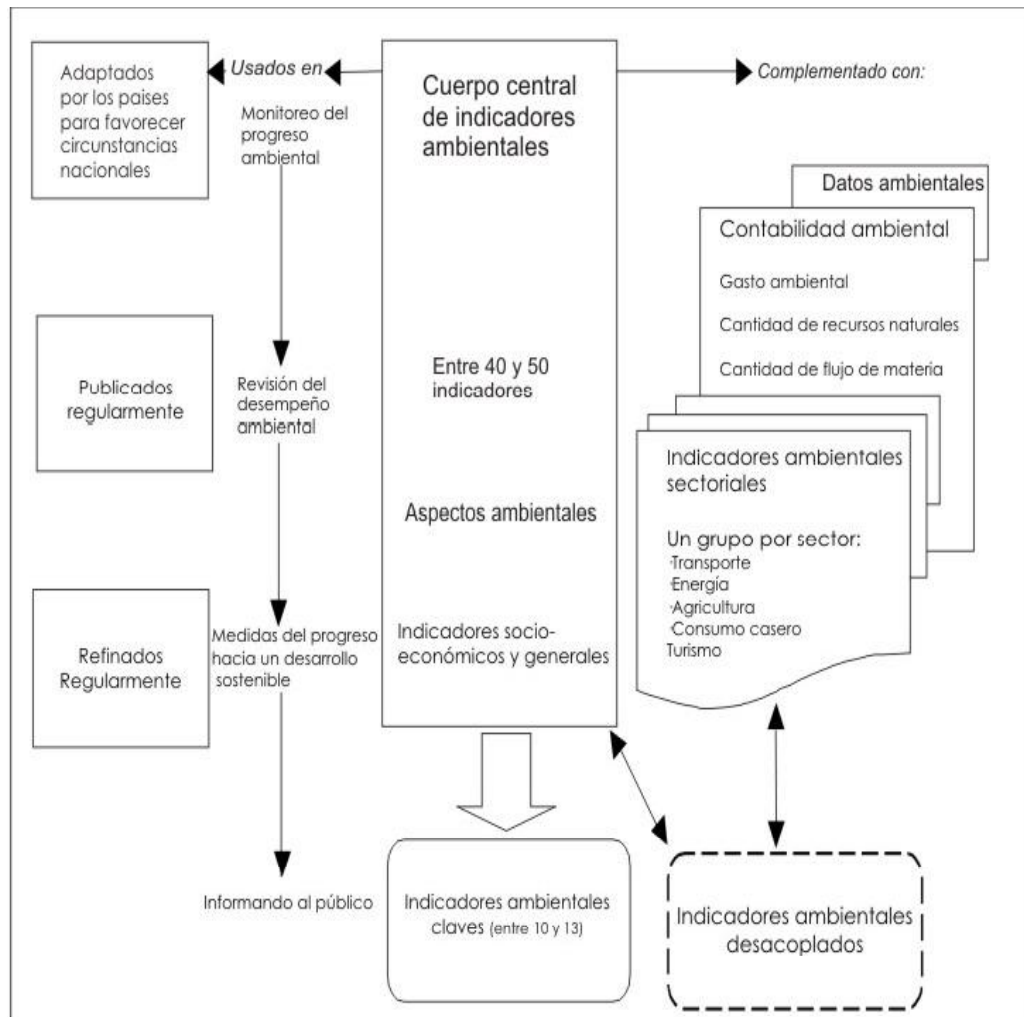 Adaptados
por los paises
para favorecer
circunstancias
nacionales
Usados en
Monitoreo del
progreso
ambiental
Publicados
regularmente
Revisión del
desempeño
ambiental
Refinados
Regularmente
Medidas del progreso
hacia un desarrollo
sostenible
Informando al público
Cuerpo central
de indicadores
ambientales
Entre 40 y 50
indicadores
Aspectos ambientales
Indicadores socio-
económicos y generales
Indicadores ambientales
claves (entre 10 y 13)
Complementado con:
Datos ambientales
Contabilidad ambiental
Gasto ambiental
Cantidad de recursos naturales
Cantidad de flujo de materia
Indicadores ambientales
sectoriales
Un grupo por sector:
·Transporte
·Energía
·Agricultura
·Consumo casero
Turismo
Indicadores ambientales
desacoplados